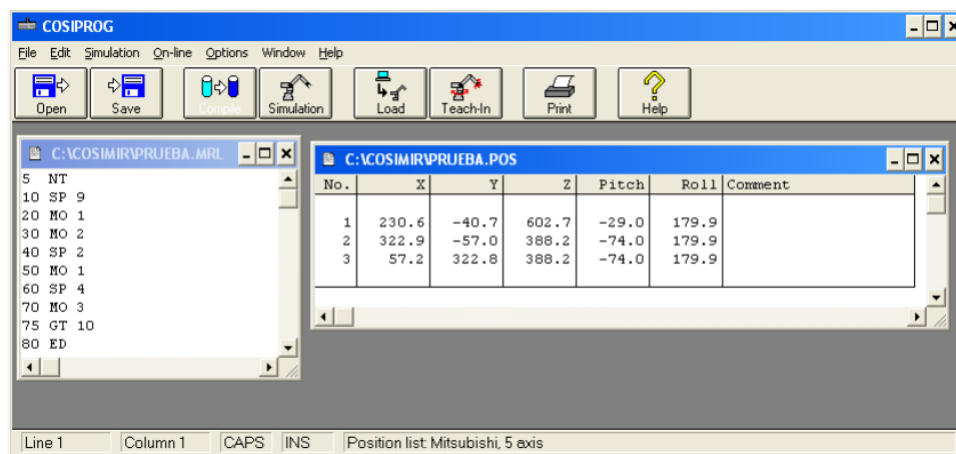 COSIPROG
File Edit Simulation On-line Options Window Help
Open Save Compile Simulation Load Teach-In Print Help
C:\COSIMIR\PRUEBA.MRL
5 NT
10 SP 9
20 MO 1
30 MO 2
40 SP 2
50 MO 1
60 SP 4
70 MO 3
75 GT 10
80 ED
C:\COSIMIR\PRUEBA.POS
No. X Y Z Pitch Roll Comment
1 230.6 -40.7 602.7 -29.0 179.9
2 322.9 -57.0 388.2 -74.0 179.9
3 57.2 322.8 388.2 -74.0 179.9
Line 1 Column 1 CAPS INS Position list: Mitsubishi, 5 axis